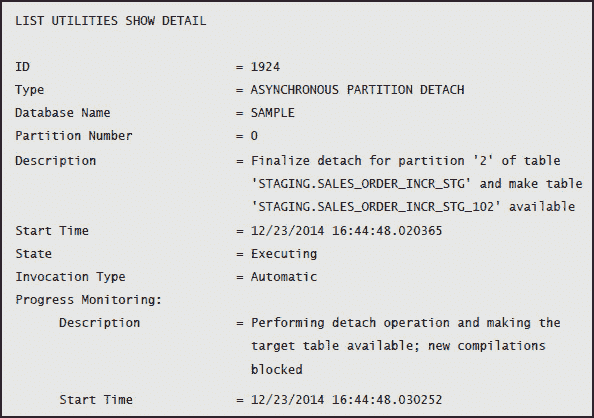 LIST UTILITIES SHOW DETAIL
ID = 1924
Type = ASYNCHRONOUS PARTITION DETACH
Database Name = SAMPLE
Partition Number = 0
Description = Finalize detach for partition '2' of table
'STAGING.SALES_ORDER_INCR_STG' and make table
'STAGING.SALES_ORDER_INCR_STG_102' available
Start Time = 12/23/2014 16:44:48.020365
State = Executing
Invocation Type = Automatic
Progress Monitoring:
Description = Performing detach operation and making the
target table available; new compilations
blocked
Start Time = 12/23/2014 16:44:48.030252